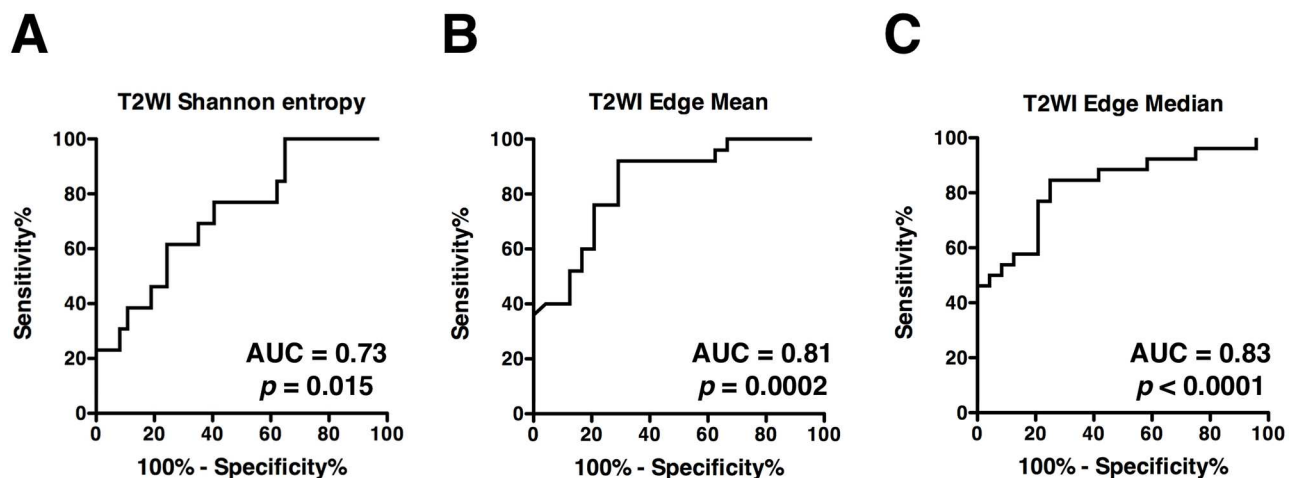 A
T2WI Shannon entropy
100
80
60
40
20
0
Sensitivity%
0 20 40 60 80 100
100% - Specificity%
AUC = 0.73
p = 0.015
B
T2WI Edge Mean
100
80
60
40
20
0
Sensitivity%
0 20 40 60 80 100
100% - Specificity%
AUC = 0.81
p = 0.0002
C
T2WI Edge Median
100
80
60
40
20
0
Sensitivity%
0 20 40 60 80 100
100% - Specificity%
AUC = 0.83
p < 0.0001